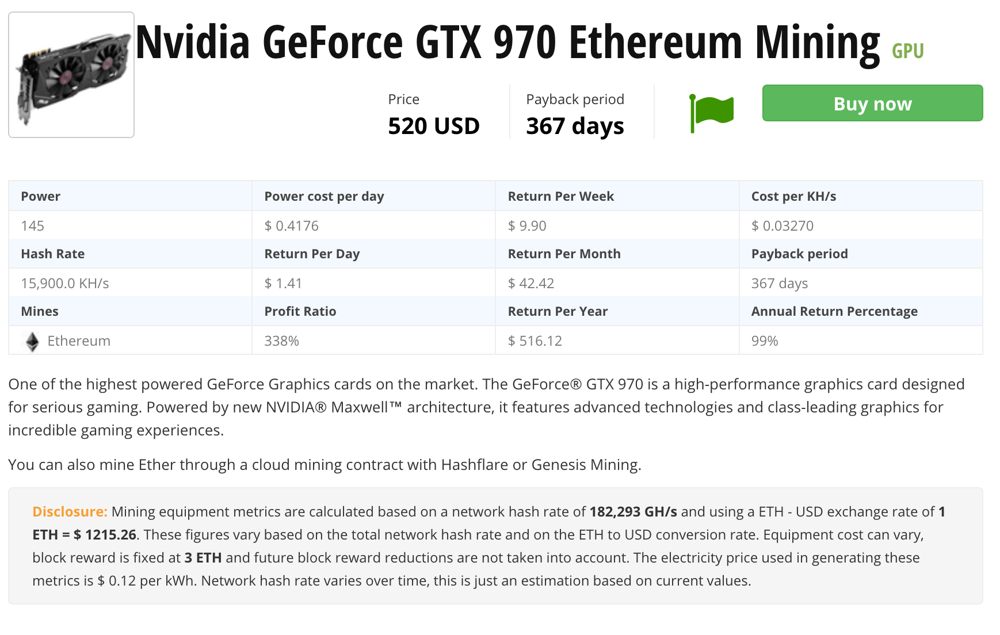 Nvidia GeForce GTX 970 Ethereum Mining GPU
Price
520 USD
Payback period
367 days
Buy now
Power
Power cost per day
Return Per Week
Cost per KH/s
145
$ 0.4176
$ 9.90
$ 0.03270
Hash Rate
Return Per Day
Return Per Month
Payback period
15,900.0 KH/s
$ 1.41
$ 42.42
367 days
Mines
Profit Ratio
Return Per Year
Annual Return Percentage
Ethereum
338%
$ 516.12
99%
One of the highest powered GeForce Graphics cards on the market. The GeForce® GTX 970 is a high-performance graphics card designed
for serious gaming. Powered by new NVIDIA® Maxwell™ architecture, it features advanced technologies and class-leading graphics for
incredible gaming experiences.
You can also mine Ether through a cloud mining contract with Hashflare or Genesis Mining.
Disclosure: Mining equipment metrics are calculated based on a network hash rate of 182,293 GH/s and using a ETH - USD exchange rate of 1
ETH = $ 1215.26. These figures vary based on the total network hash rate and on the ETH to USD conversion rate. Equipment cost can vary,
block reward is fixed at 3 ETH and future block reward reductions are not taken into account. The electricity price used in generating these
metrics is $ 0.12 per kWh. Network hash rate varies over time, this is just an estimation based on current values.